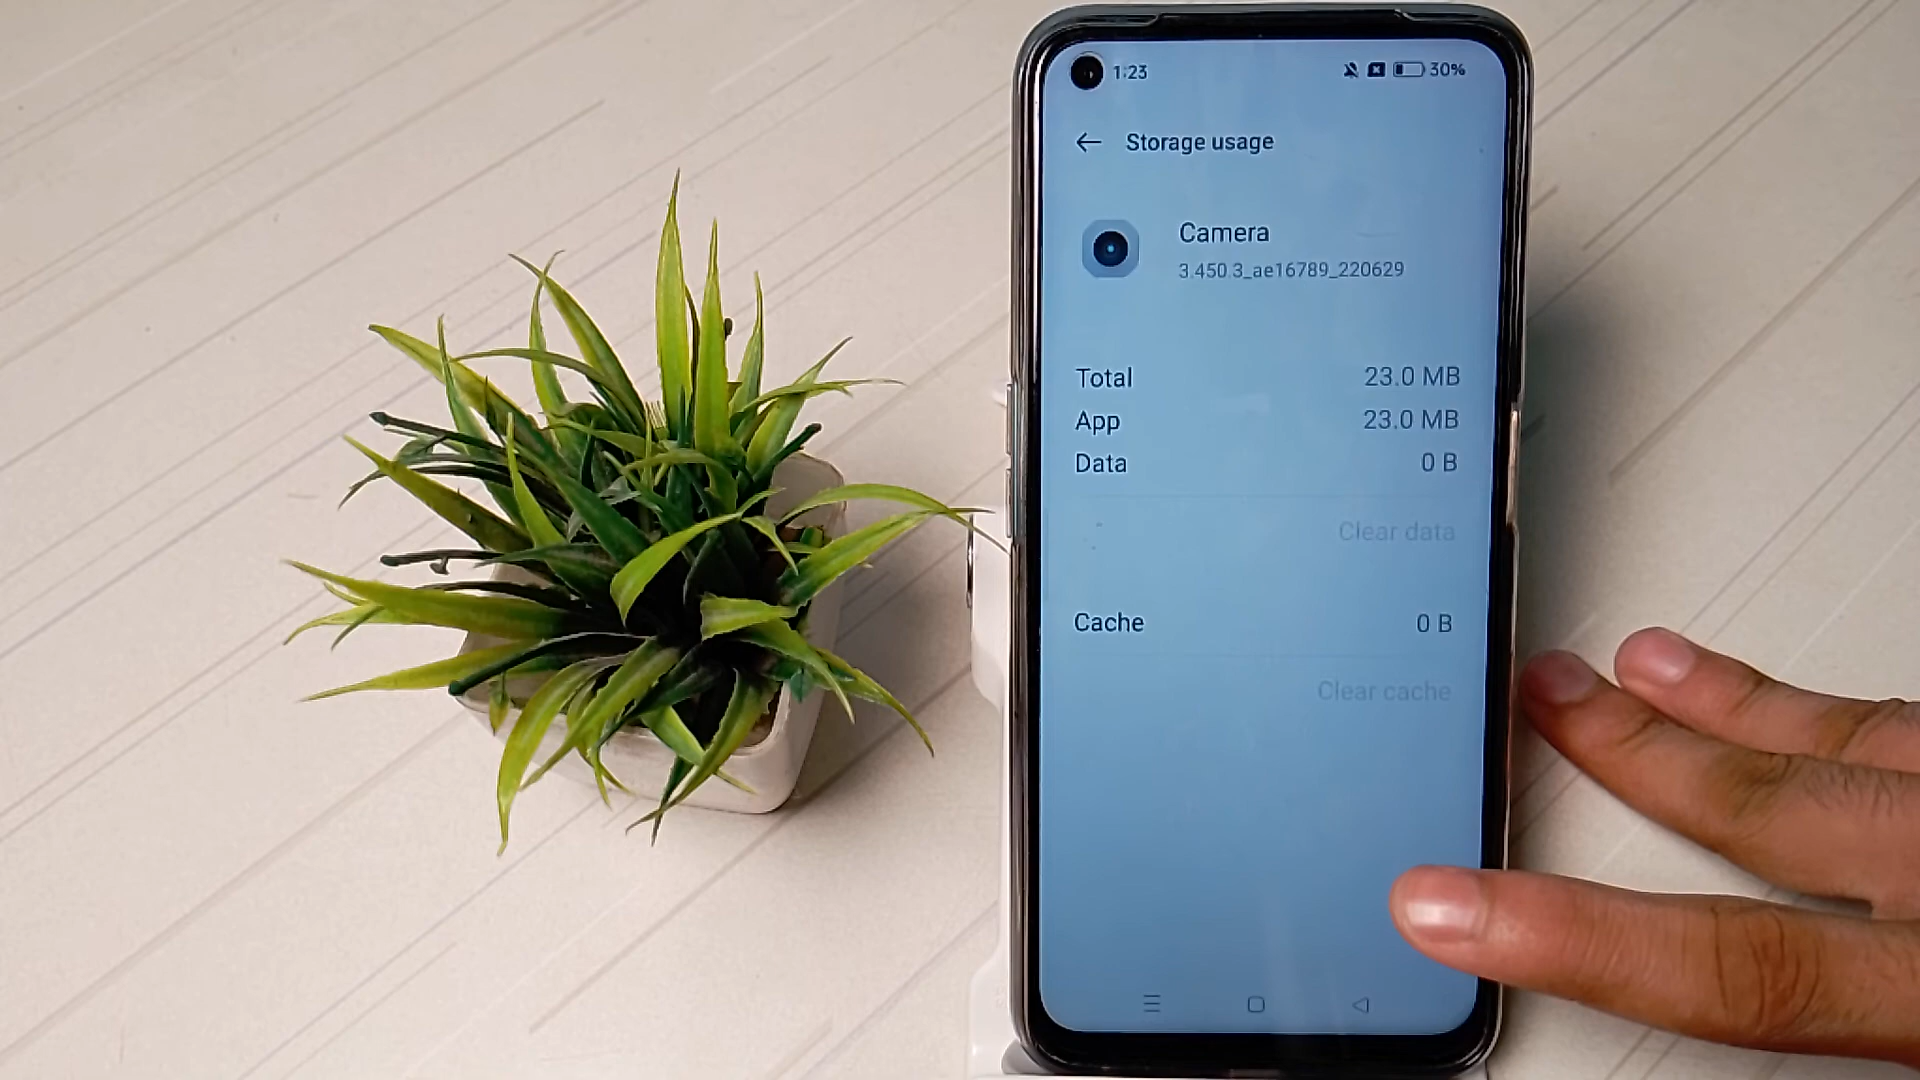 1:23 30%
Storage usage
Camera
3.450.3_ae16789_220629
Total 23.0 MB
App 23.0 MB
Data 0 B
Clear data
Cache 0 B
Clear cache